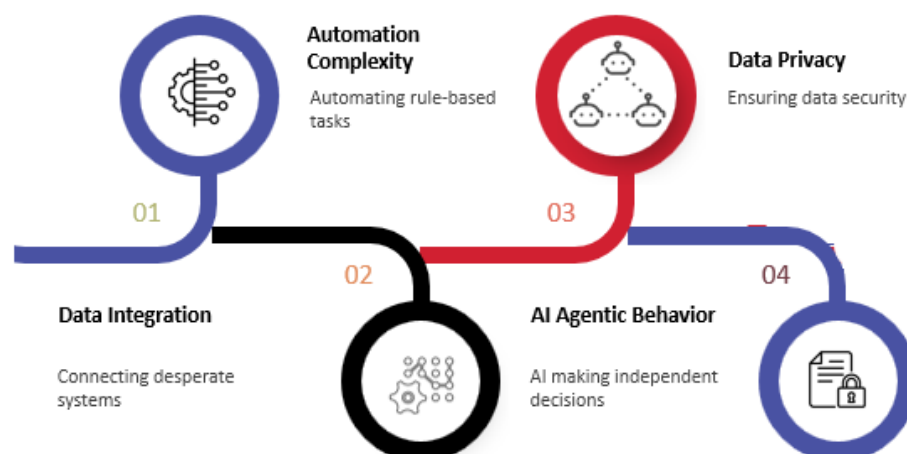 Automation
Complexity
Automating rule-based
tasks
Data Privacy
Ensuring data security
01
03
02
04
Data Integration
Connecting desperate
systems
AI Agentic Behavior
AI making independent
decisions